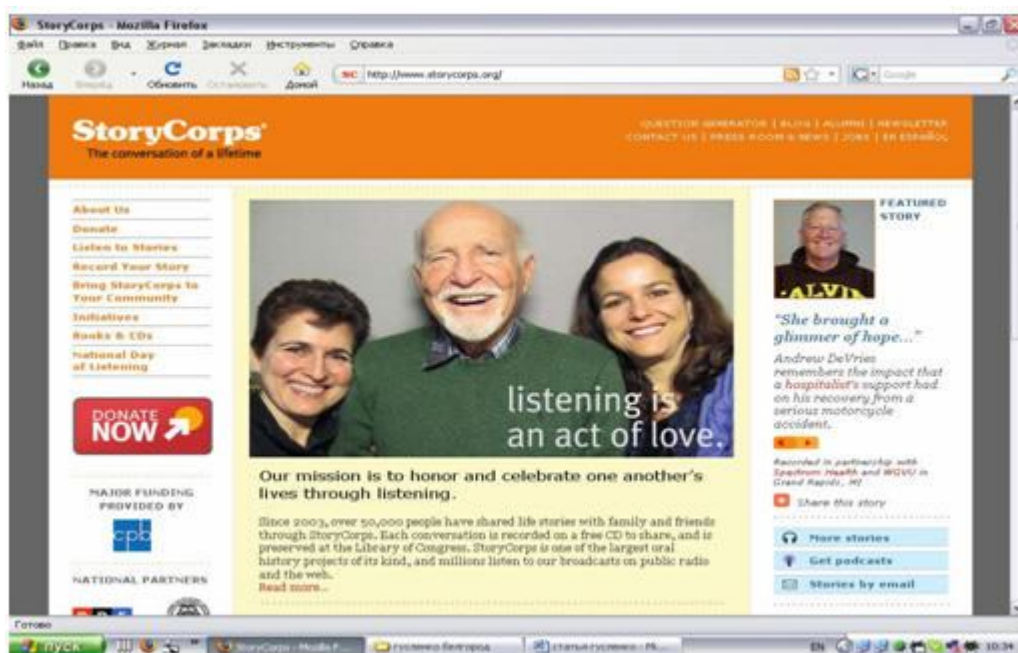 StoryCorps - Mozilla Firefox
Файл Правка Вид Журнал Закладки Инструменты Справка
Назад Вперёд Обновить Остановить Домой
SC http://www.storycorps.org/
Google
StoryCorps
The conversation of a lifetime
QUESTION GENERATOR | BLOG | ALUMNI | NEWSLETTER
CONTACT US | PRESS ROOM & NEWS | JOBS | EN ESPAÑOL
About Us
Donate
Listen to Stories
Record Your Story
Bring StoryCorps to
Your Community
Initiatives
Books & CDs
National Day
of Listening
DONATE
NOW
MAJOR FUNDING
PROVIDED BY
cpb
NATIONAL PARTNERS
listening is
an act of love.
Our mission is to honor and celebrate one another's
lives through listening.
Since 2003, over 50,000 people have shared life stories with family and friends
through StoryCorps. Each conversation is recorded on a free CD to share, and is
preserved at the Library of Congress. StoryCorps is one of the largest oral
history projects of its kind, and millions listen to our broadcasts on public radio
and the web.
Read more...
FEATURED
STORY
"She brought a
glimmer of hope..."
Andrew DeVries
remembers the impact that
a hospitalist's support had
on his recovery from a
serious motorcycle
accident.
Recorded in partnership with
Spectrum Health and WGVU in
Grand Rapids, MI
Share this story
More stories
Get podcasts
Stories by email
Готово
пуск
StoryCorps - Mozilla F...
гусленко белгород
статья гусленко - Mi...
EN
10:34